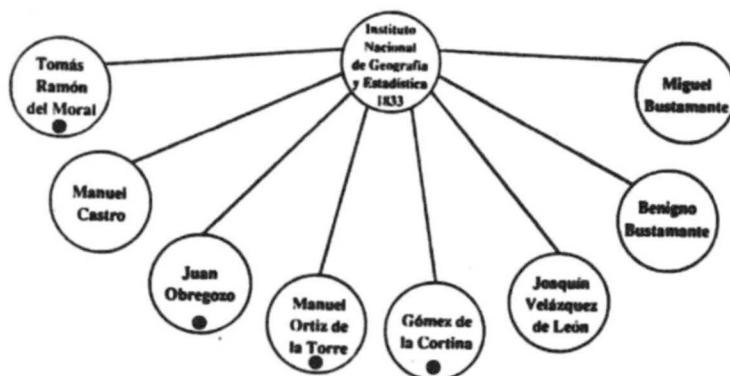 Instituto
Nacional
de Geografía
y Estadística
1833
Tomás
Ramón
del Moral
Manuel
Castro
Juan
Obregozo
Manuel
Ortiz de
la Torre
Gómez de
la Cortina
Joaquín
Velázquez
de León
Benigno
Bustamante
Miguel
Bustamante